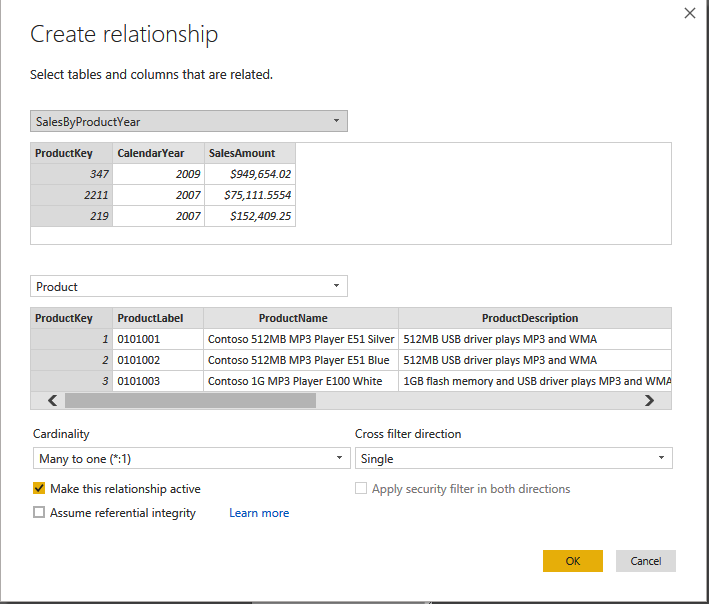 Create relationship
Select tables and columns that are related.
SalesByProductYear
ProductKey CalendarYear SalesAmount
347 2009 $949,654.02
2211 2007 $75,111.5554
219 2007 $152,409.25
Product
ProductKey ProductLabel ProductName ProductDescription
1 0101001 Contoso 512MB MP3 Player E51 Silver 512MB USB driver plays MP3 and WMA
2 0101002 Contoso 512MB MP3 Player E51 Blue 512MB USB driver plays MP3 and WMA
3 0101003 Contoso 1G MP3 Player E100 White 1GB flash memory and USB driver plays MP3 and WMA
Cardinality Cross filter direction
Many to one (*:1) Single
Make this relationship active Apply security filter in both directions
Assume referential integrity Learn more
OK Cancel